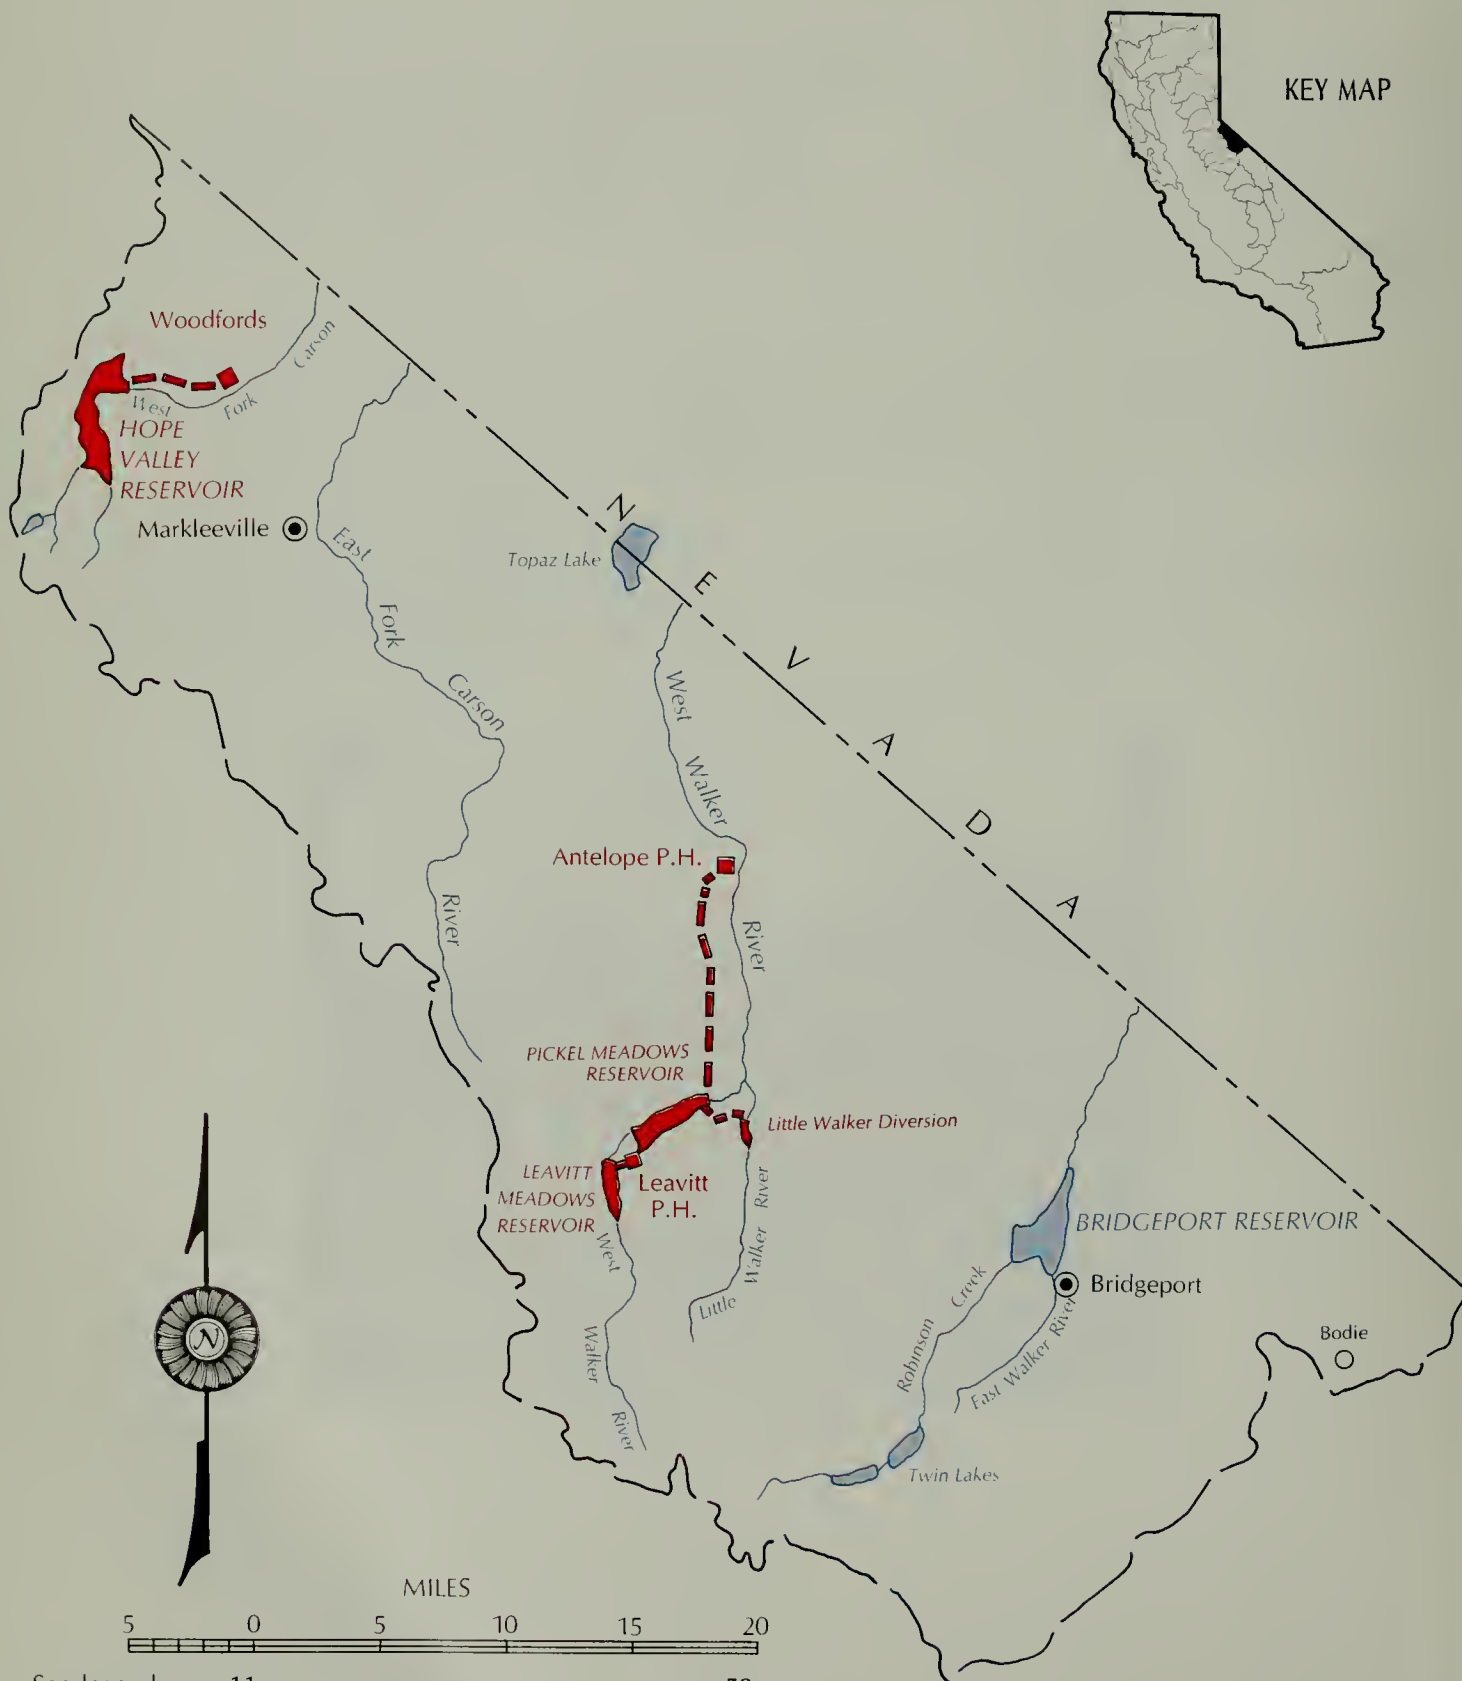 KEY MAP
Woodfords
Carson
West
Fork
HOPE
VALLEY
RESERVOIR
Markleeville
East
Fork
Carson
River
N
E
V
A
D
A
Topaz Lake
West
Walker
River
Antelope P.H.
PICKEL MEADOWS
RESERVOIR
Little Walker Diversion
LEAVITT
MEADOWS
RESERVOIR
Leavitt
P.H.
West
Walker
River
Little
Walker River
BRIDGEPORT RESERVOIR
Bridgeport
Robinson Creek
East Walker River
Bodie
Twin Lakes
N
MILES
5 0 5 10 15 20